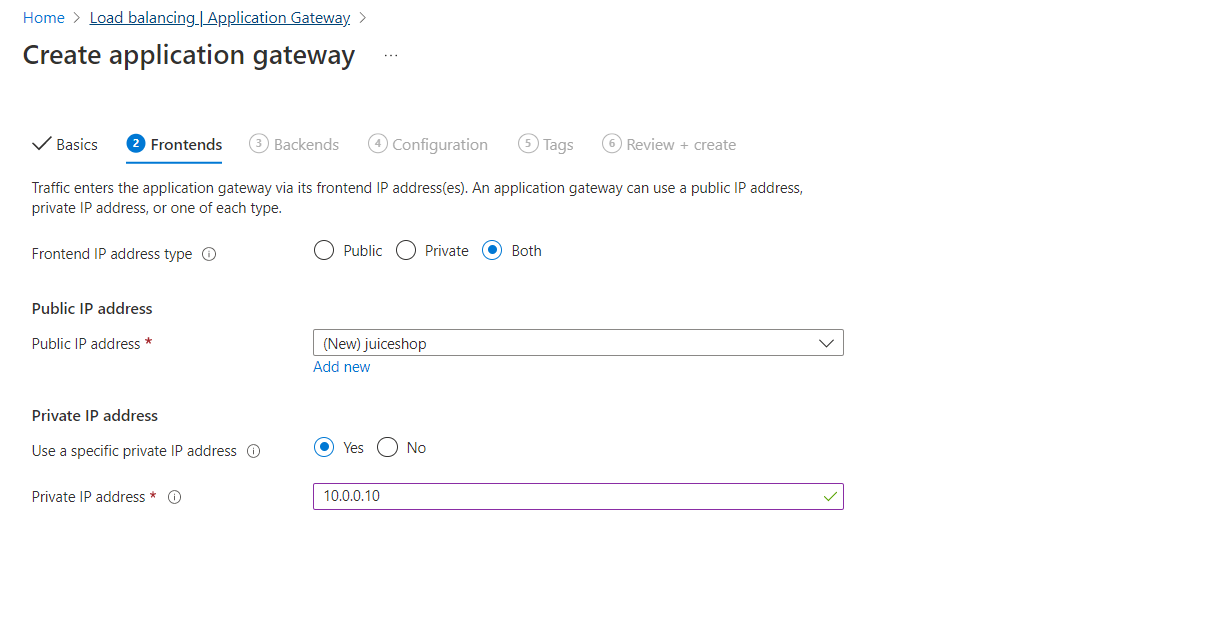 Home > Load balancing | Application Gateway >
Create application gateway ...
Basics 2 Frontends 3 Backends 4 Configuration 5 Tags 6 Review + create
Traffic enters the application gateway via its frontend IP address(es). An application gateway can use a public IP address,
private IP address, or one of each type.
Frontend IP address type Public Private Both
Public IP address
Public IP address * (New) juiceshop
Add new
Private IP address
Use a specific private IP address Yes No
Private IP address * 10.0.0.10